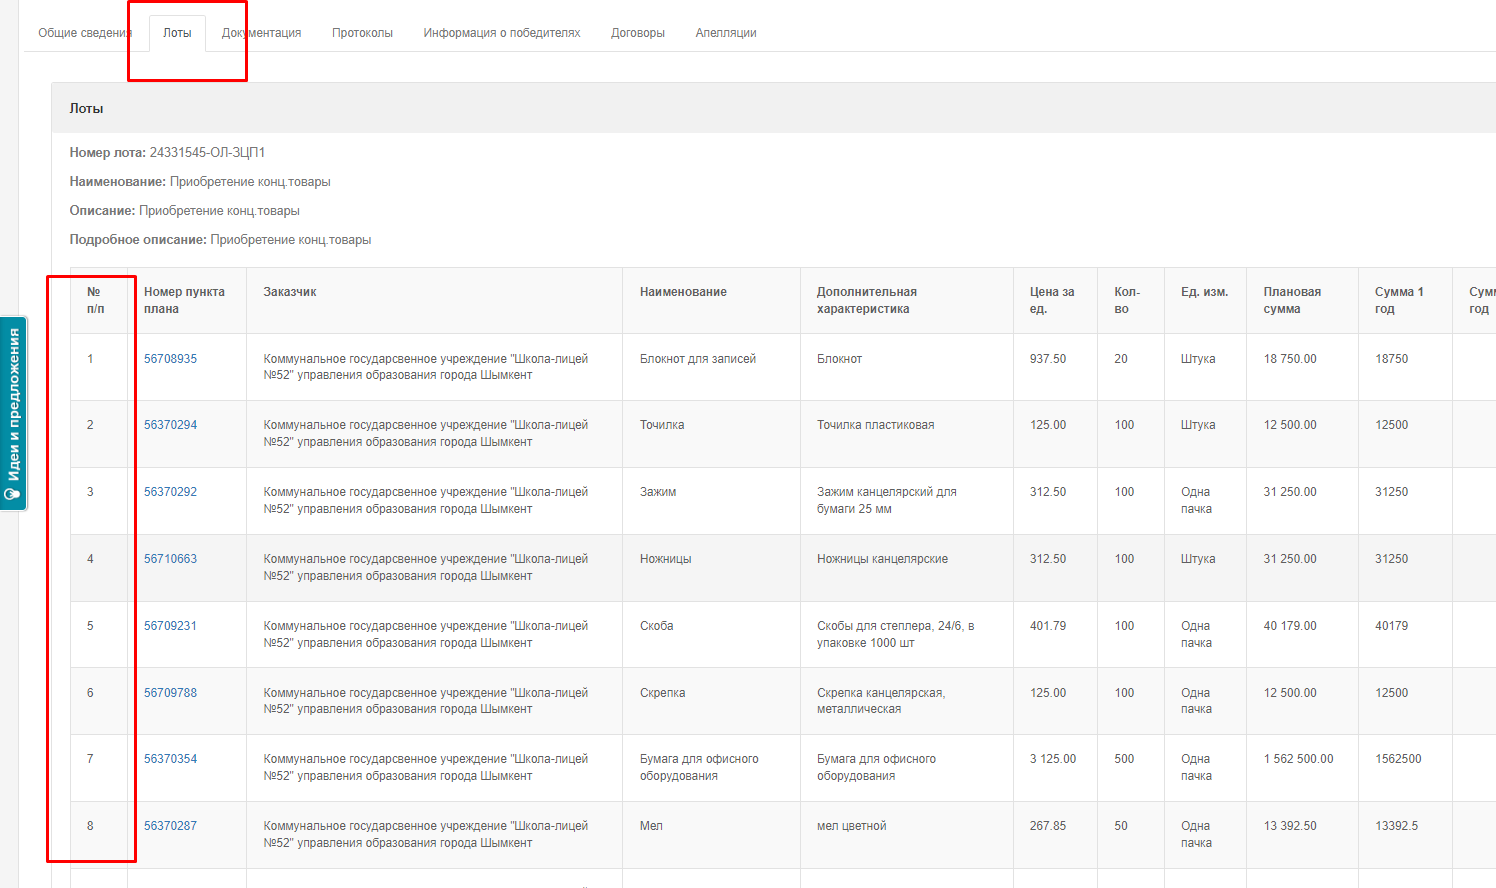 Общие сведения Лоты Документация Протоколы Информация о победителях Договоры Апелляции
Лоты
Номер лота: 24331545-ОЛ-ЗЦП1
Наименование: Приобретение конц.товары
Описание: Приобретение конц.товары
Подробное описание: Приобретение конц.товары
№ Номер пункта Заказчик Наименование Дополнительная Цена за Кол- Ед. изм. Плановая Сумма 1 Сумм
п/п плана характеристика ед. во сумма год год
1 56708935 Коммунальное государсвенное учреждение "Школа-лицей Блокнот для записей Блокнот 937.50 20 Штука 18 750.00 18750
№52" управления образования города Шымкент
2 56370294 Коммунальное государсвенное учреждение "Школа-лицей Точилка Точилка пластиковая 125.00 100 Штука 12 500.00 12500
№52" управления образования города Шымкент
3 56370292 Коммунальное государсвенное учреждение "Школа-лицей Зажим Зажим канцелярский для 312.50 100 Одна 31 250.00 31250
№52" управления образования города Шымкент бумаги 25 мм пачка
4 56710663 Коммунальное государсвенное учреждение "Школа-лицей Ножницы Ножницы канцелярские 312.50 100 Штука 31 250.00 31250
№52" управления образования города Шымкент
5 56709231 Коммунальное государсвенное учреждение "Школа-лицей Скоба Скобы для степлера, 24/6, в 401.79 100 Одна 40 179.00 40179
№52" управления образования города Шымкент упаковке 1000 шт пачка
6 56709788 Коммунальное государсвенное учреждение "Школа-лицей Скрепка Скрепка канцелярская, 125.00 100 Одна 12 500.00 12500
№52" управления образования города Шымкент металлическая пачка
7 56370354 Коммунальное государсвенное учреждение "Школа-лицей Бумага для офисного Бумага для офисного 3 125.00 500 Одна 1 562 500.00 1562500
№52" управления образования города Шымкент оборудования оборудования пачка
8 56370287 Коммунальное государсвенное учреждение "Школа-лицей Мел мел цветной 267.85 50 Одна 13 392.50 13392.5
№52" управления образования города Шымкент пачка
Идеи и предложения